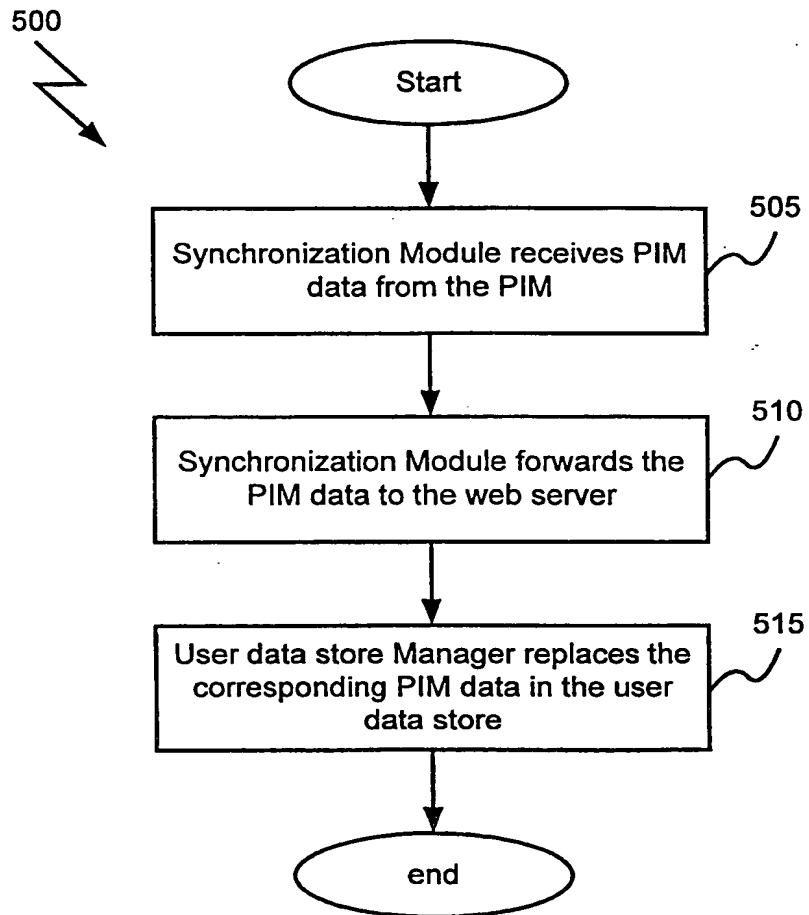 500
Start
505
Synchronization Module receives PIM
data from the PIM
510
Synchronization Module forwards the
PIM data to the web server
515
User data store Manager replaces the
corresponding PIM data in the user
data store
end